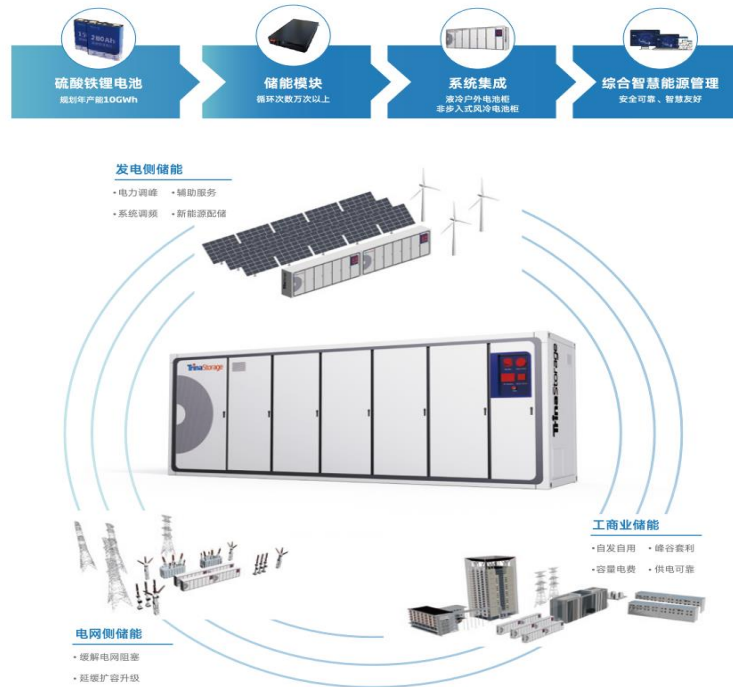 硫酸铁锂电池
规划年产能10GWh
储能模块
循环次数万次以上
系统集成
液冷户外电池柜
非步入式风冷电池柜
综合智慧能源管理
安全可靠、智慧友好
280Ah
发电侧储能
•电力调峰 •辅助服务
•系统调频 •新能源配储
TrinaStorage
TrinaStorage
工商业储能
•自发自用 •峰谷套利
•容量电费 •供电可靠
电网侧储能
•缓解电网阻塞
•延缓扩容升级